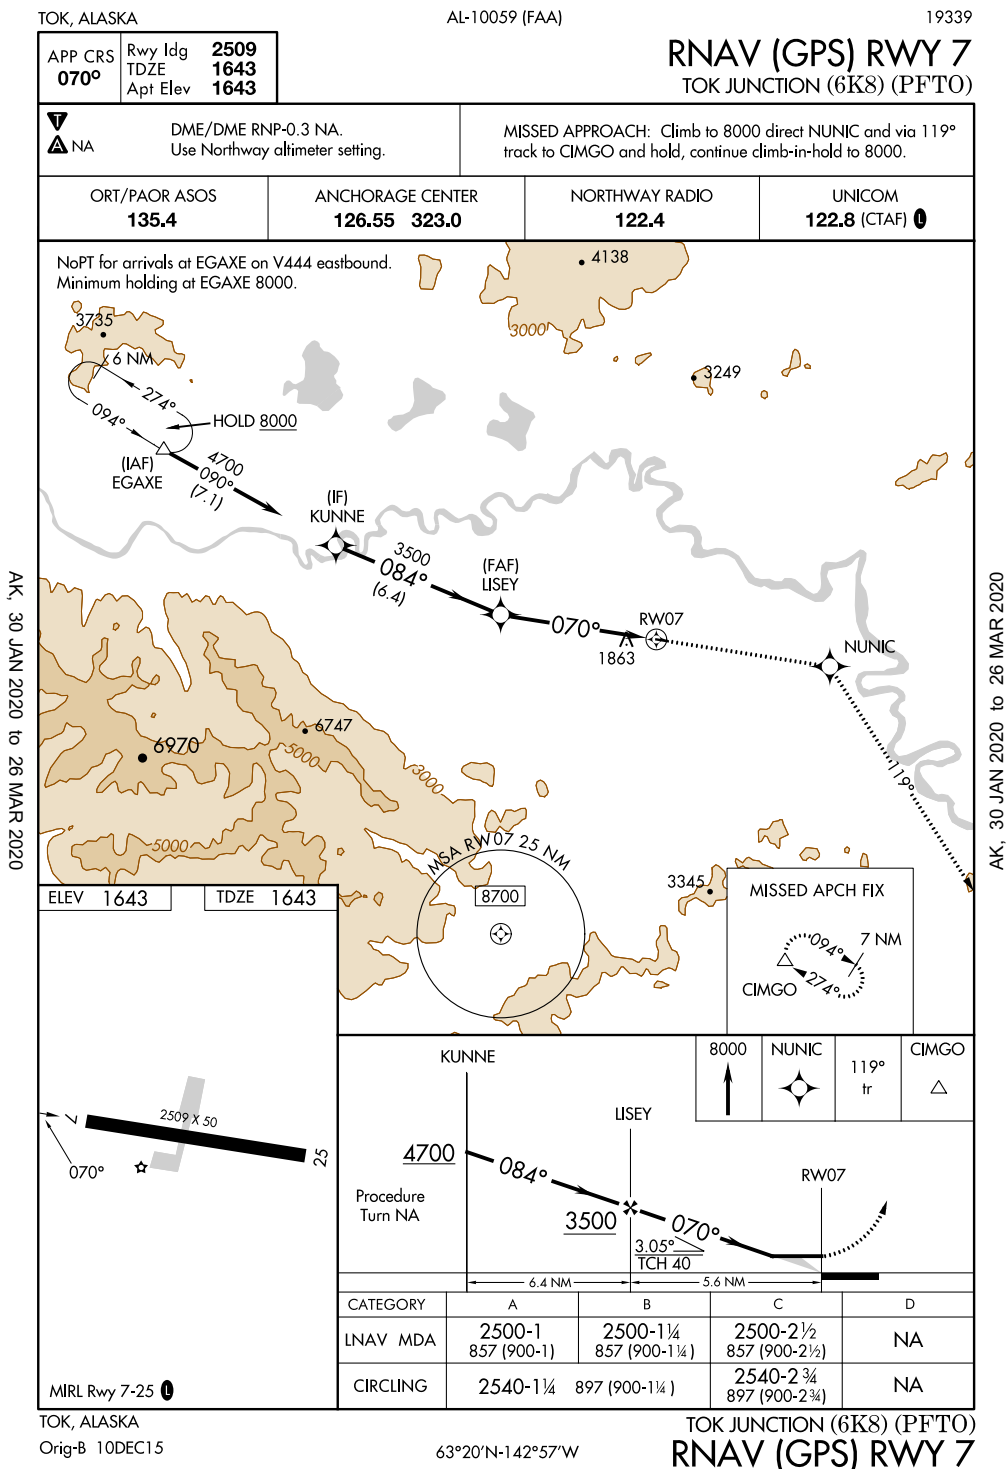 TOK, ALASKA
AL-10059 (FAA)
19339
APP CRS
070°
Rwy ldg 2509
TDZE 1643
Apt Elev 1643
RNAV (GPS) RWY 7
TOK JUNCTION (6K8) (PFTO)
T
A NA
DME/DME RNP-0.3 NA.
Use Northway altimeter setting.
MISSED APPROACH: Climb to 8000 direct NUNIC and via 119°
track to CIMGO and hold, continue climb-in-hold to 8000.
ORT/PAOR ASOS
135.4
ANCHORAGE CENTER
126.55 323.0
NORTHWAY RADIO
122.4
UNICOM
122.8 (CTAF) L
NoPT for arrivals at EGAXE on V444 eastbound.
Minimum holding at EGAXE 8000.
4138
3735
3000
6 NM
3249
274°
094°
HOLD 8000
(IAF)
EGAXE
4700
090°
(7.1)
(IF)
KUNNE
3500
084°
(6.4)
(FAF)
LISEY
070°
RW07
1863
NUNIC
119°
6747
6970
5000
3000
5000
MSA RW07 25 NM
8700
3345
MISSED APCH FIX
094°
7 NM
CIMGO
274°
ELEV 1643
TDZE 1643
7
2509 X 50
25
070°
MIRL Rwy 7-25 L
KUNNE
8000
NUNIC
119°
tr
CIMGO
LISEY
4700
084°
RW07
Procedure
Turn NA
3500
070°
3.05°
TCH 40
6.4 NM
5.6 NM
CATEGORY A B C D
LNAV MDA 2500-1 2500-1¼ 2500-2½ NA
857 (900-1) 857 (900-1¼) 857 (900-2½)
CIRCLING 2540-1¼ 897 (900-1¼) 2540-2¾ NA
897 (900-2¾)
TOK, ALASKA
Orig-B 10DEC15
63°20'N-142°57'W
TOK JUNCTION (6K8) (PFTO)
RNAV (GPS) RWY 7
AK, 30 JAN 2020 to 26 MAR 2020
AK, 30 JAN 2020 to 26 MAR 2020